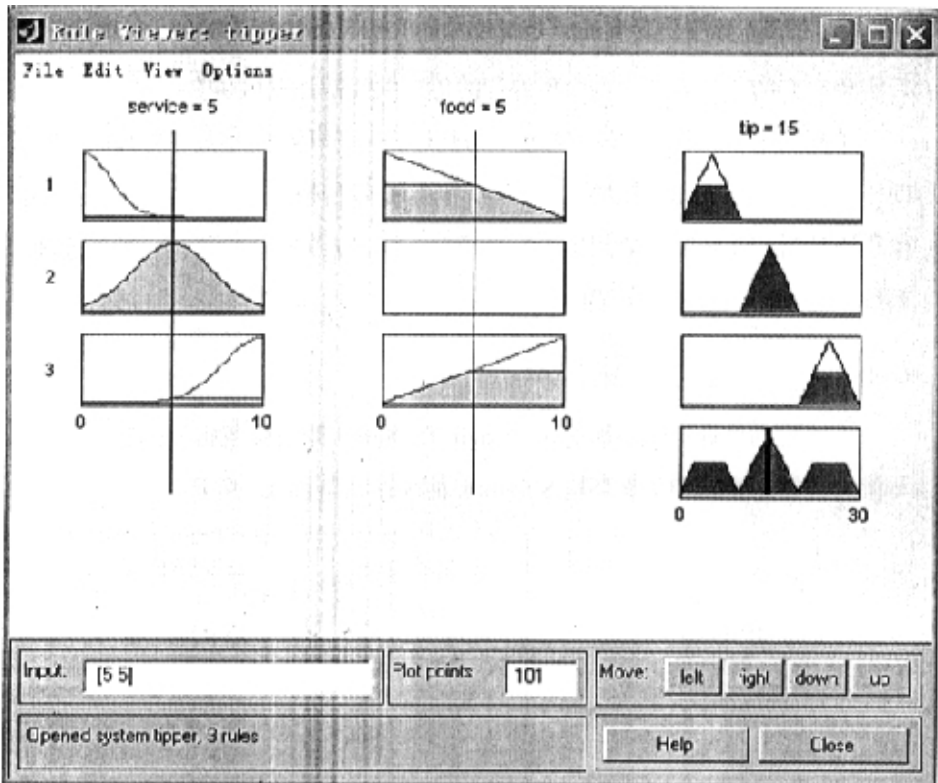 Rule Viewer: tipper
File Edit View Options
service = 5
food = 5
tip = 15
1
2
3
0 10
0 10
0 30
Input: [5 5]
Plot points 101
Move: left right down up
Opened system tipper, 3 rules
Help Close